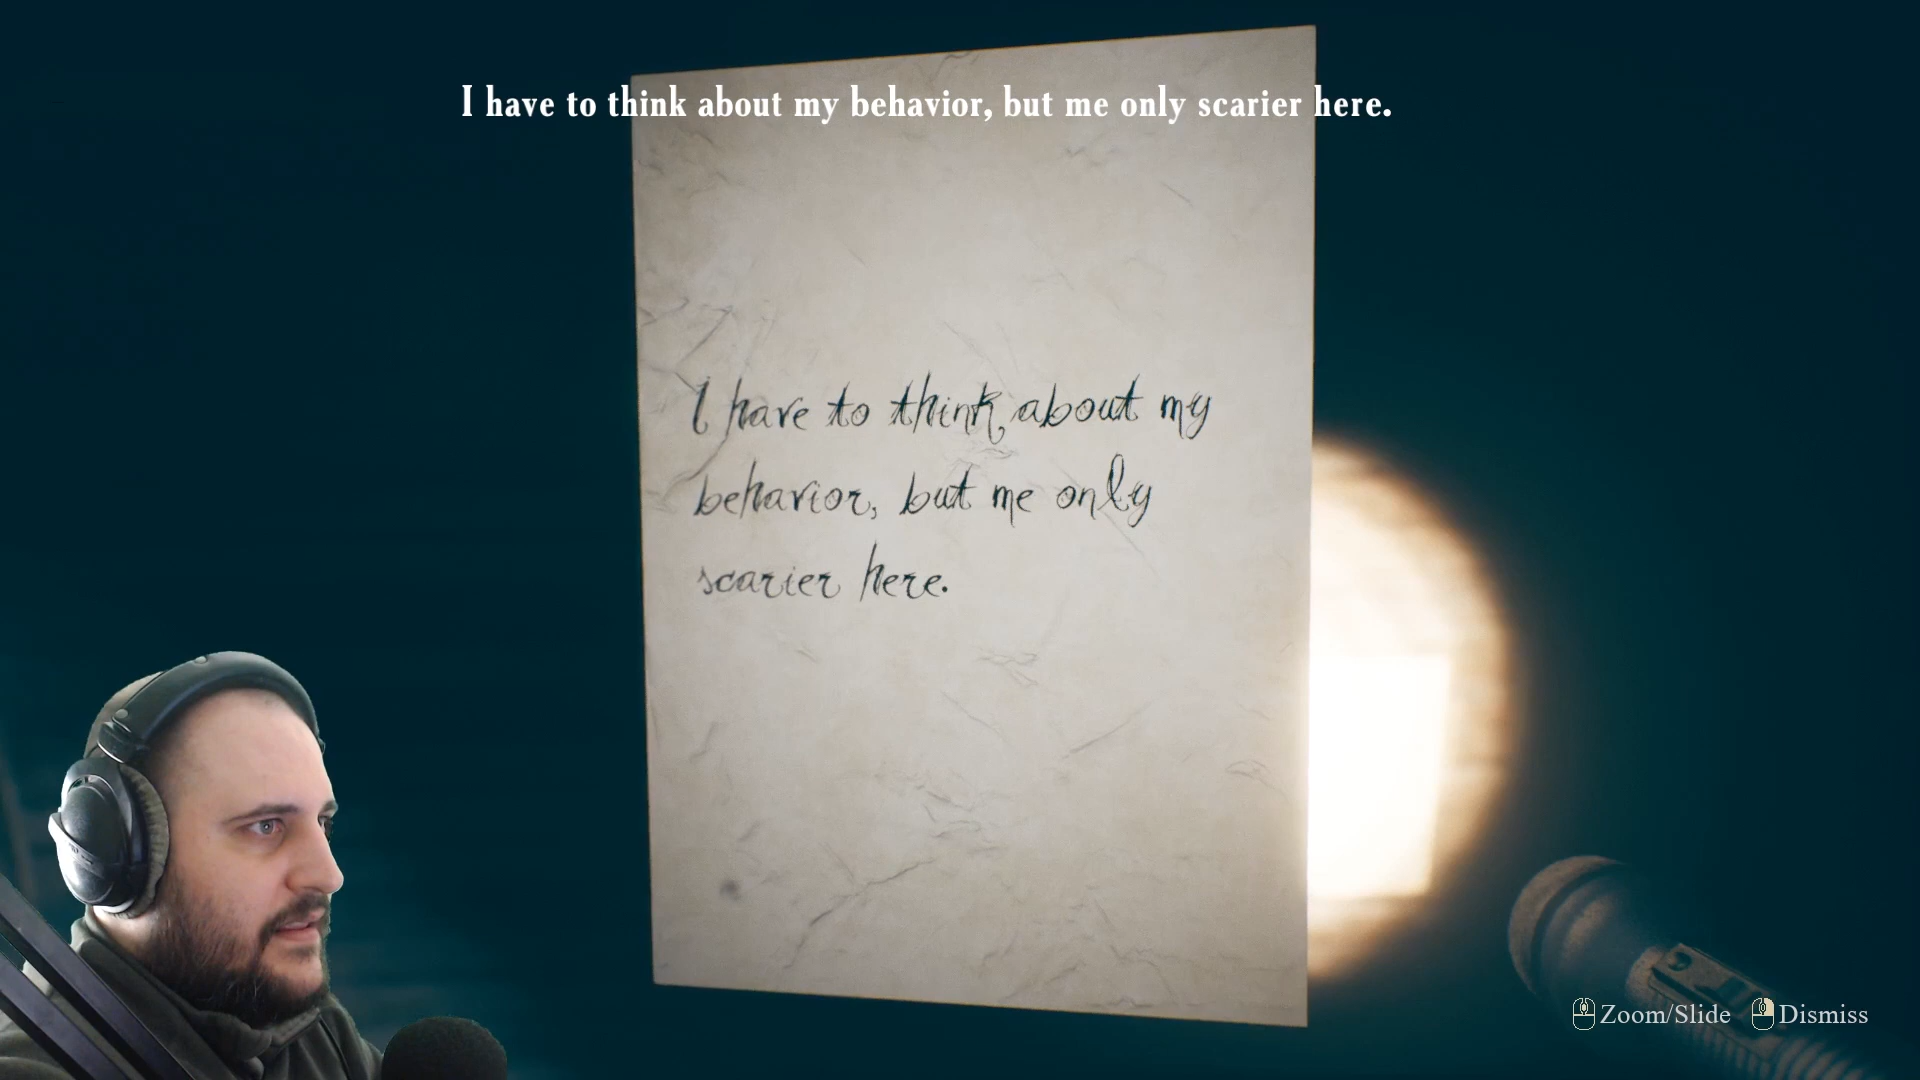 I have to think about my behavior, but me only scarier here.
I have to think about my
behavior, but me only
scarier here.
Zoom/Slide Dismiss